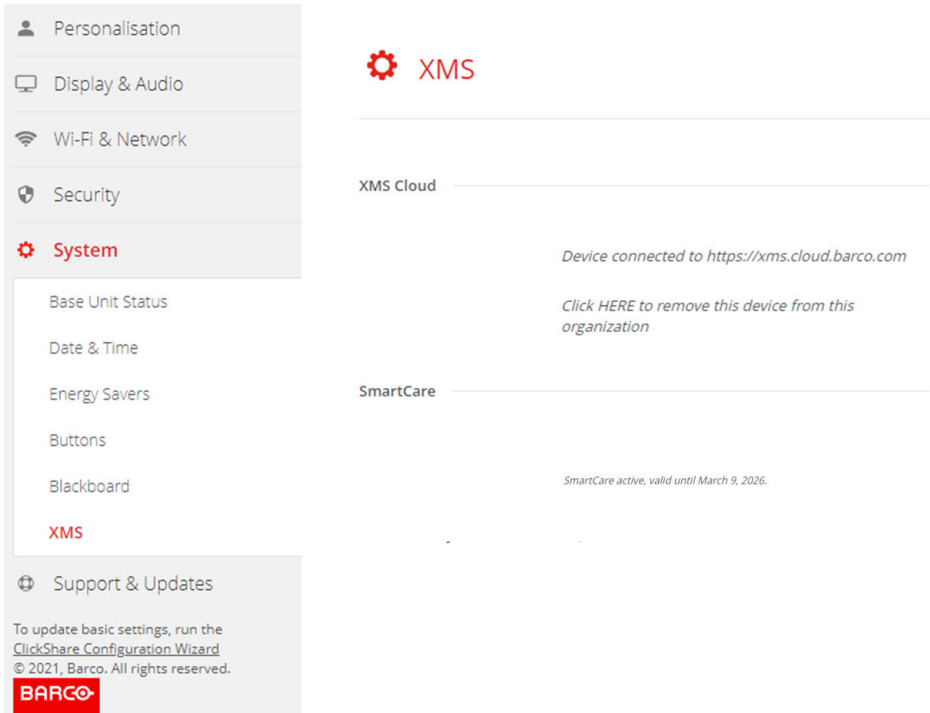 Personalisation
Display & Audio
Wi-Fi & Network
Security
System
Base Unit Status
Date & Time
Energy Savers
Buttons
Blackboard
XMS
Support & Updates
To update basic settings, run the
ClickShare Configuration Wizard
© 2021, Barco. All rights reserved.
BARCO
XMS
XMS Cloud
Device connected to https://xms.cloud.barco.com
Click HERE to remove this device from this
organization
SmartCare
SmartCare active, valid until March 9, 2026.